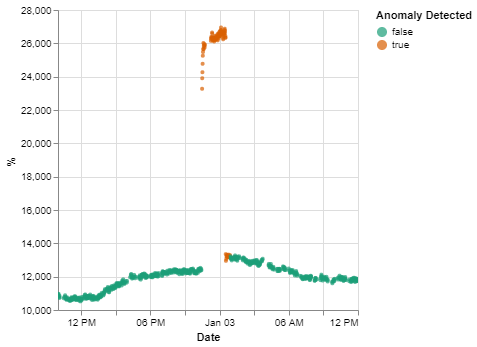 Anomaly Detected
false
true
28,000
26,000
24,000
22,000
20,000
18,000
16,000
14,000
12,000
10,000
%
12 PM
06 PM
Jan 03
06 AM
12 PM
Date